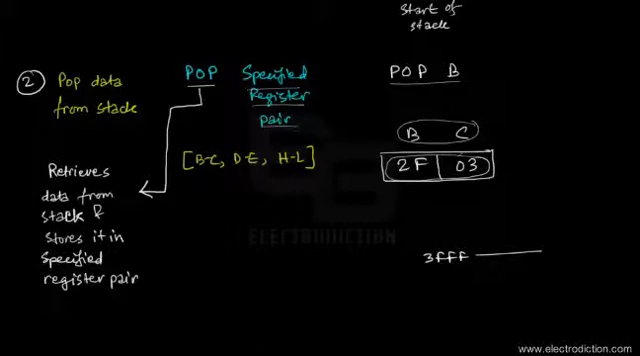 Start of
stack
② Pop data
from stack
POP Specified
Register
pair
POP B
B C
2F 03
[B-C, D-E, H-L]
Retrieves
data from
stack &
stores it in
specified
register pair
ELECTRODICTION
3FFF
www.electrodiction.com